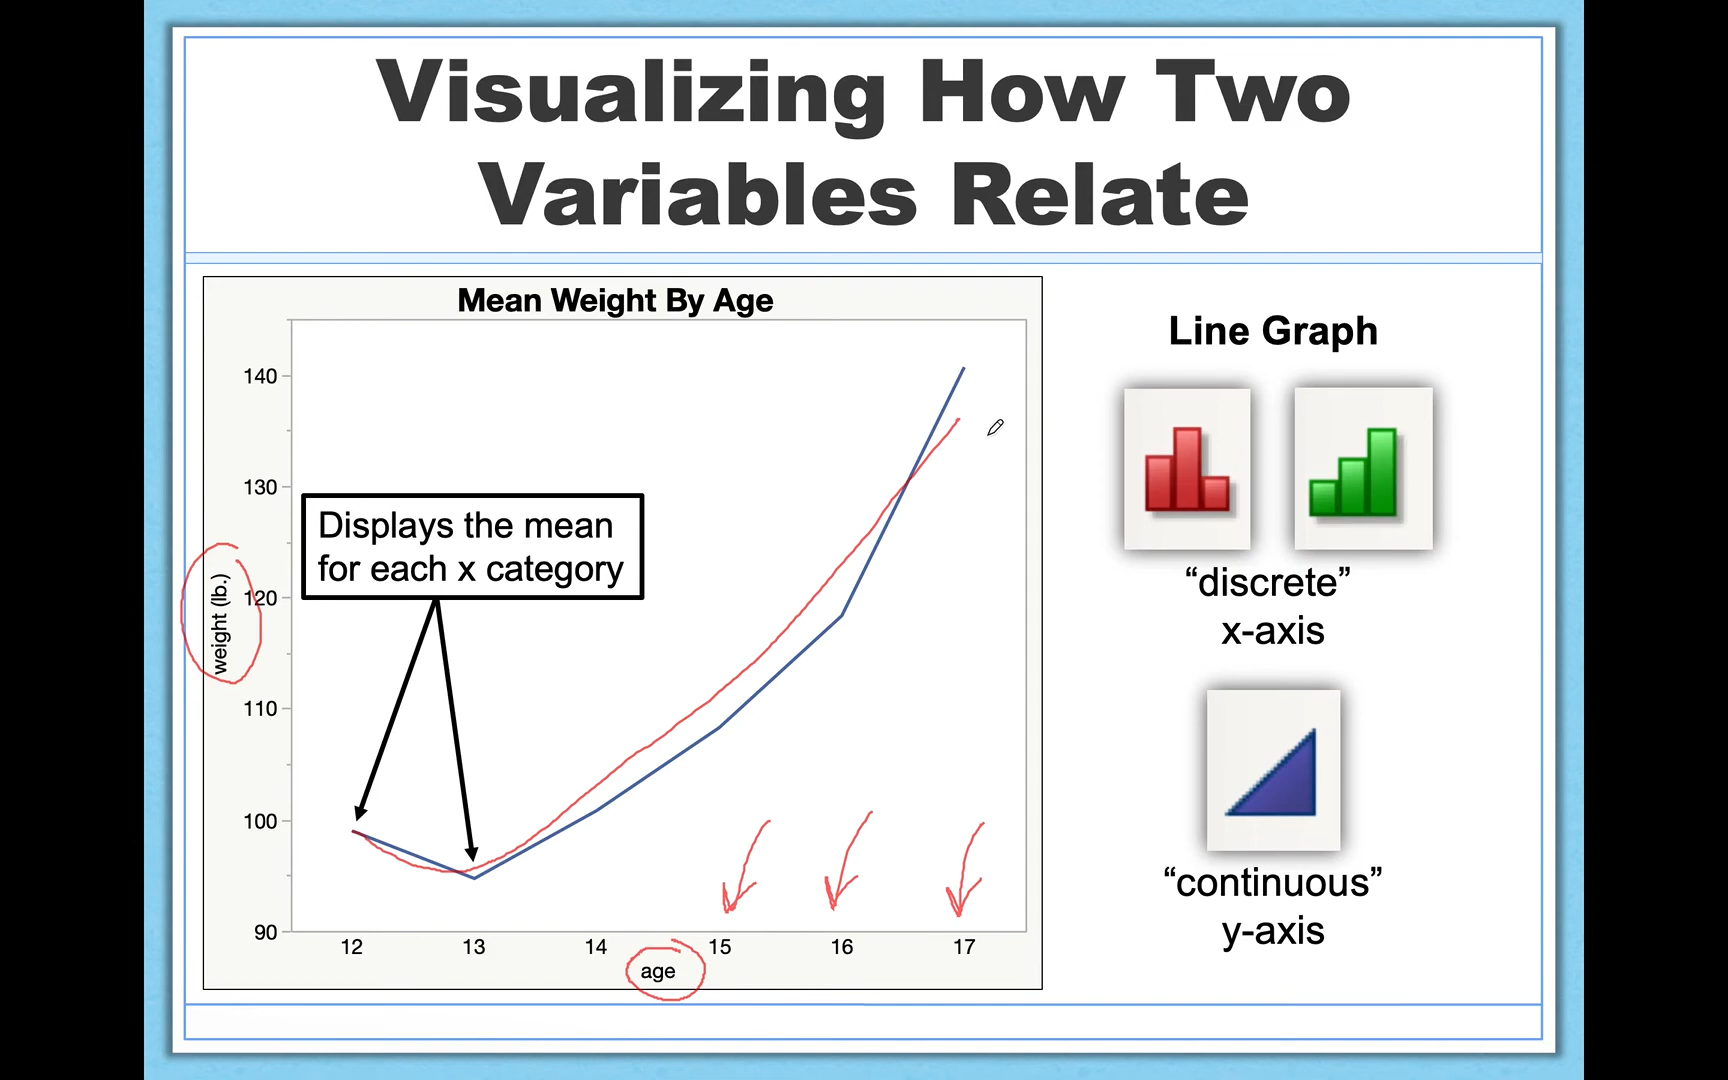 Visualizing How Two
Variables Relate
Mean Weight By Age
140
130
120
110
100
90
weight (lb.)
Displays the mean
for each x category
12 13 14 15 16 17
age
Line Graph
“discrete”
x-axis
“continuous”
y-axis